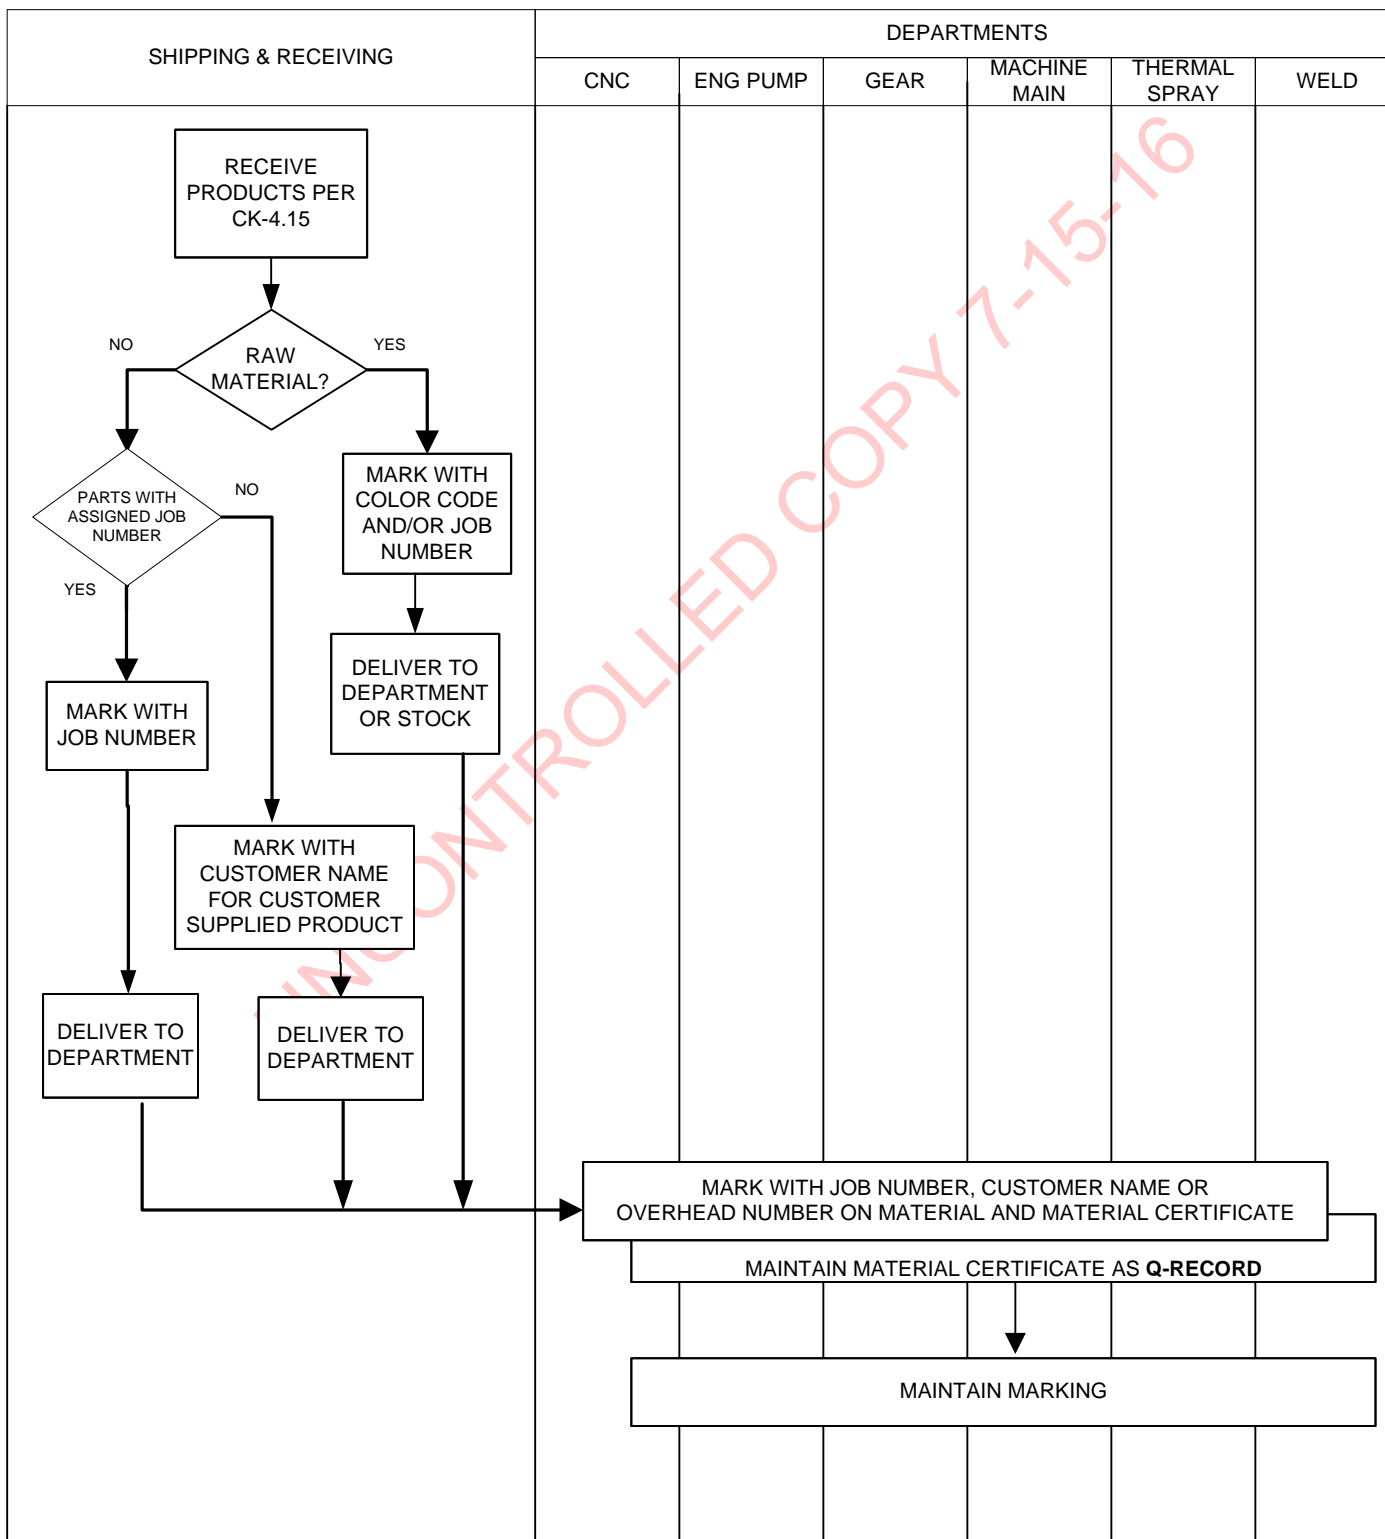 SHIPPING & RECEIVING
DEPARTMENTS
CNC
ENG PUMP
GEAR
MACHINE
MAIN
THERMAL
SPRAY
WELD
RECEIVE
PRODUCTS PER
CK-4.15
RAW
MATERIAL?
NO
YES
PARTS WITH
ASSIGNED JOB
NUMBER
NO
YES
MARK WITH
COLOR CODE
AND/OR JOB
NUMBER
DELIVER TO
DEPARTMENT
OR STOCK
MARK WITH
JOB NUMBER
MARK WITH
CUSTOMER NAME
FOR CUSTOMER
SUPPLIED PRODUCT
DELIVER TO
DEPARTMENT
DELIVER TO
DEPARTMENT
MARK WITH JOB NUMBER, CUSTOMER NAME OR
OVERHEAD NUMBER ON MATERIAL AND MATERIAL CERTIFICATE
MAINTAIN MATERIAL CERTIFICATE AS Q-RECORD
MAINTAIN MARKING
UNCONTROLLED COPY 7-15-16